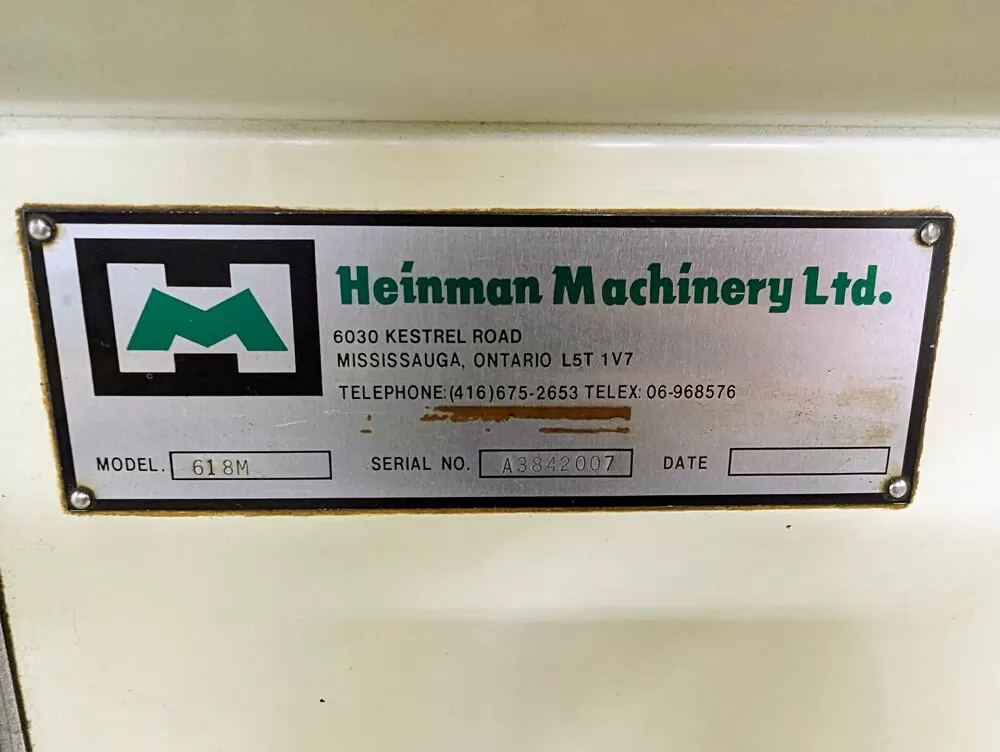 HM
Heinman Machinery Ltd.
6030 KESTREL ROAD
MISSISSAUGA, ONTARIO L5T 1V7
TELEPHONE:(416)675-2653 TELEX: 06-968576
MODEL. 618M SERIAL NO. A3842007 DATE